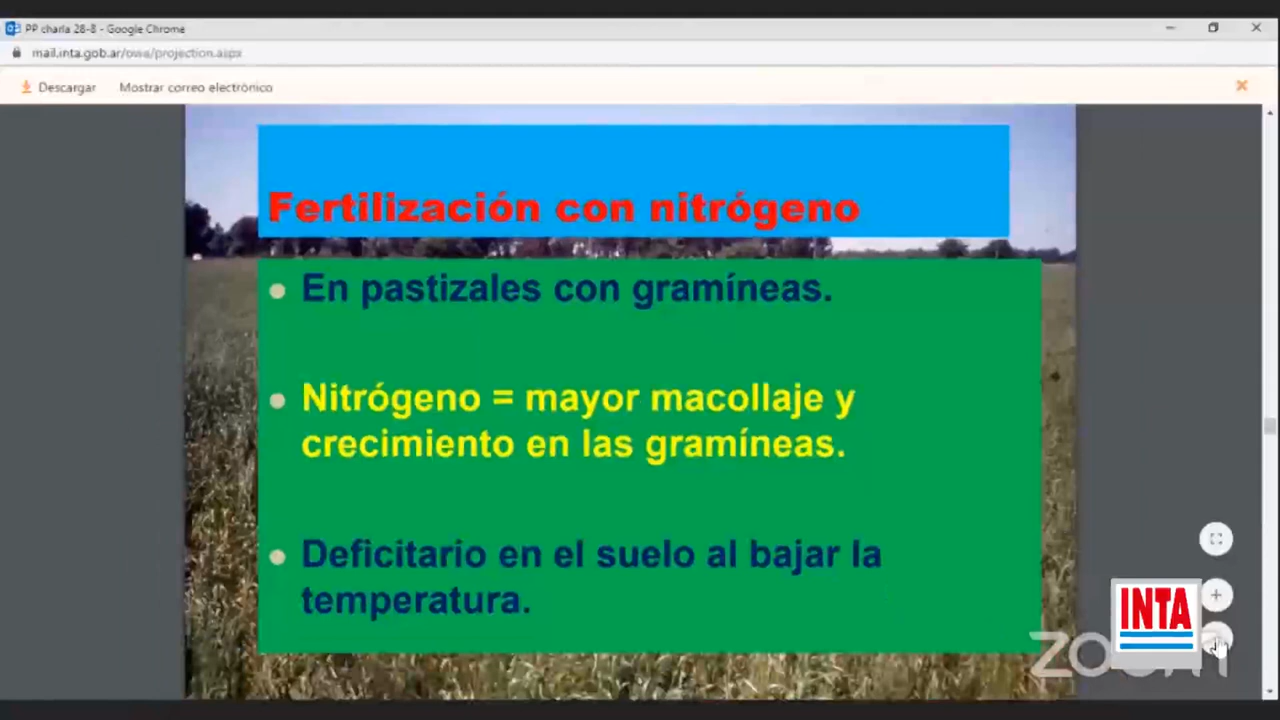 PP charla 28-8 - Google Chrome
mail.inta.gob.ar/owa/projection.aspx
Descargar Mostrar correo electrónico
Fertilización con nitrógeno
En pastizales con gramíneas.
Nitrógeno = mayor macollaje y
crecimiento en las gramíneas.
Deficitario en el suelo al bajar la
temperatura.
INTA
zoom